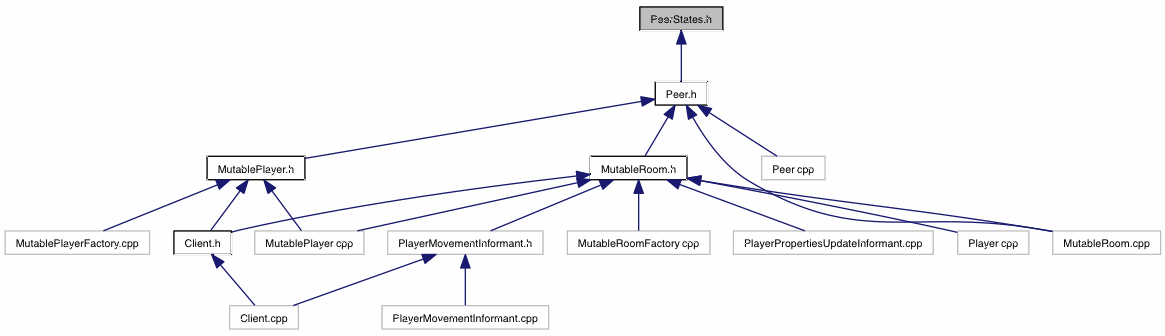 PeerStates.h
Peer.h
MutablePlayer.h
MutableRoom.h
Peer.cpp
MutablePlayerFactory.cpp
Client.h
MutablePlayer.cpp
PlayerMovementInformant.h
MutableRoomFactory.cpp
PlayerPropertiesUpdateInformant.cpp
Player.cpp
MutableRoom.cpp
Client.cpp
PlayerMovementInformant.cpp